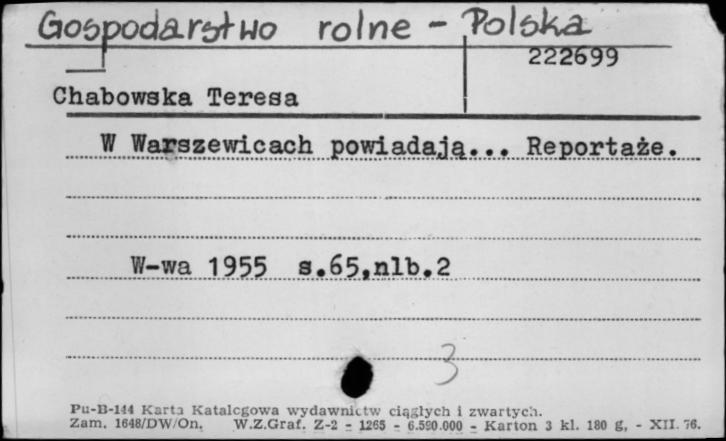 Gospodarstwo rolne - Polska
222699
Chabowska Teresa
W Warszewicach powiadają... Reportaże.
W-wa 1955 s.65,nlb.2
3
Pu-B-144 Karta Katalogowa wydawnictw ciągłych i zwartych.
Zam. 1648/DW/On. W.Z.Graf. Z-2 - 1265 - 6.590.000 - Karton 3 kl. 180 g, - XII. 76.